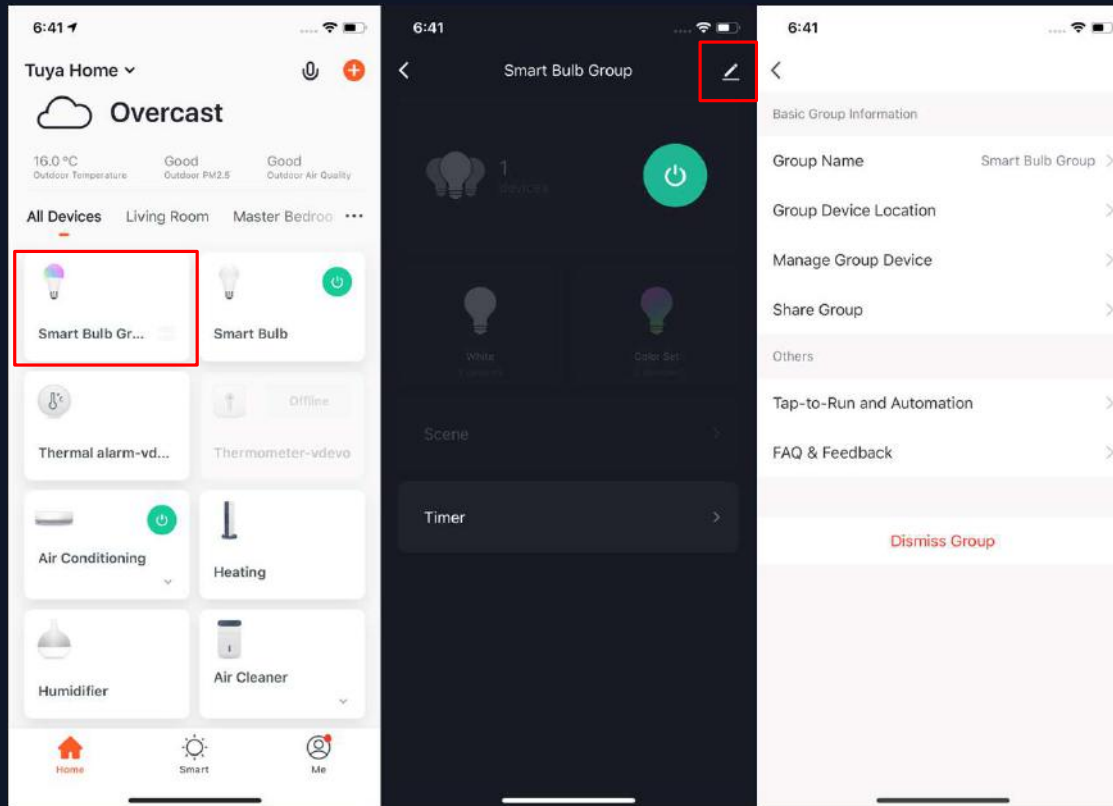 6:41
Tuya Home
Overcast
16.0 °C Good Good
Outdoor Temperature Outdoor PM2.5 Outdoor Air Quality
All Devices Living Room Master Bedroo
Smart Bulb Gr... Smart Bulb
Offline
Thermal alarm-vd... Thermometer-vdevo
Air Conditioning
Heating
Humidifier
Air Cleaner
Home Smart Me
6:41
Smart Bulb Group
1
devices
White Color Set
Scene
Timer
6:41
Basic Group Information
Group Name Smart Bulb Group
Group Device Location
Manage Group Device
Share Group
Others
Tap-to-Run and Automation
FAQ & Feedback
Dismiss Group